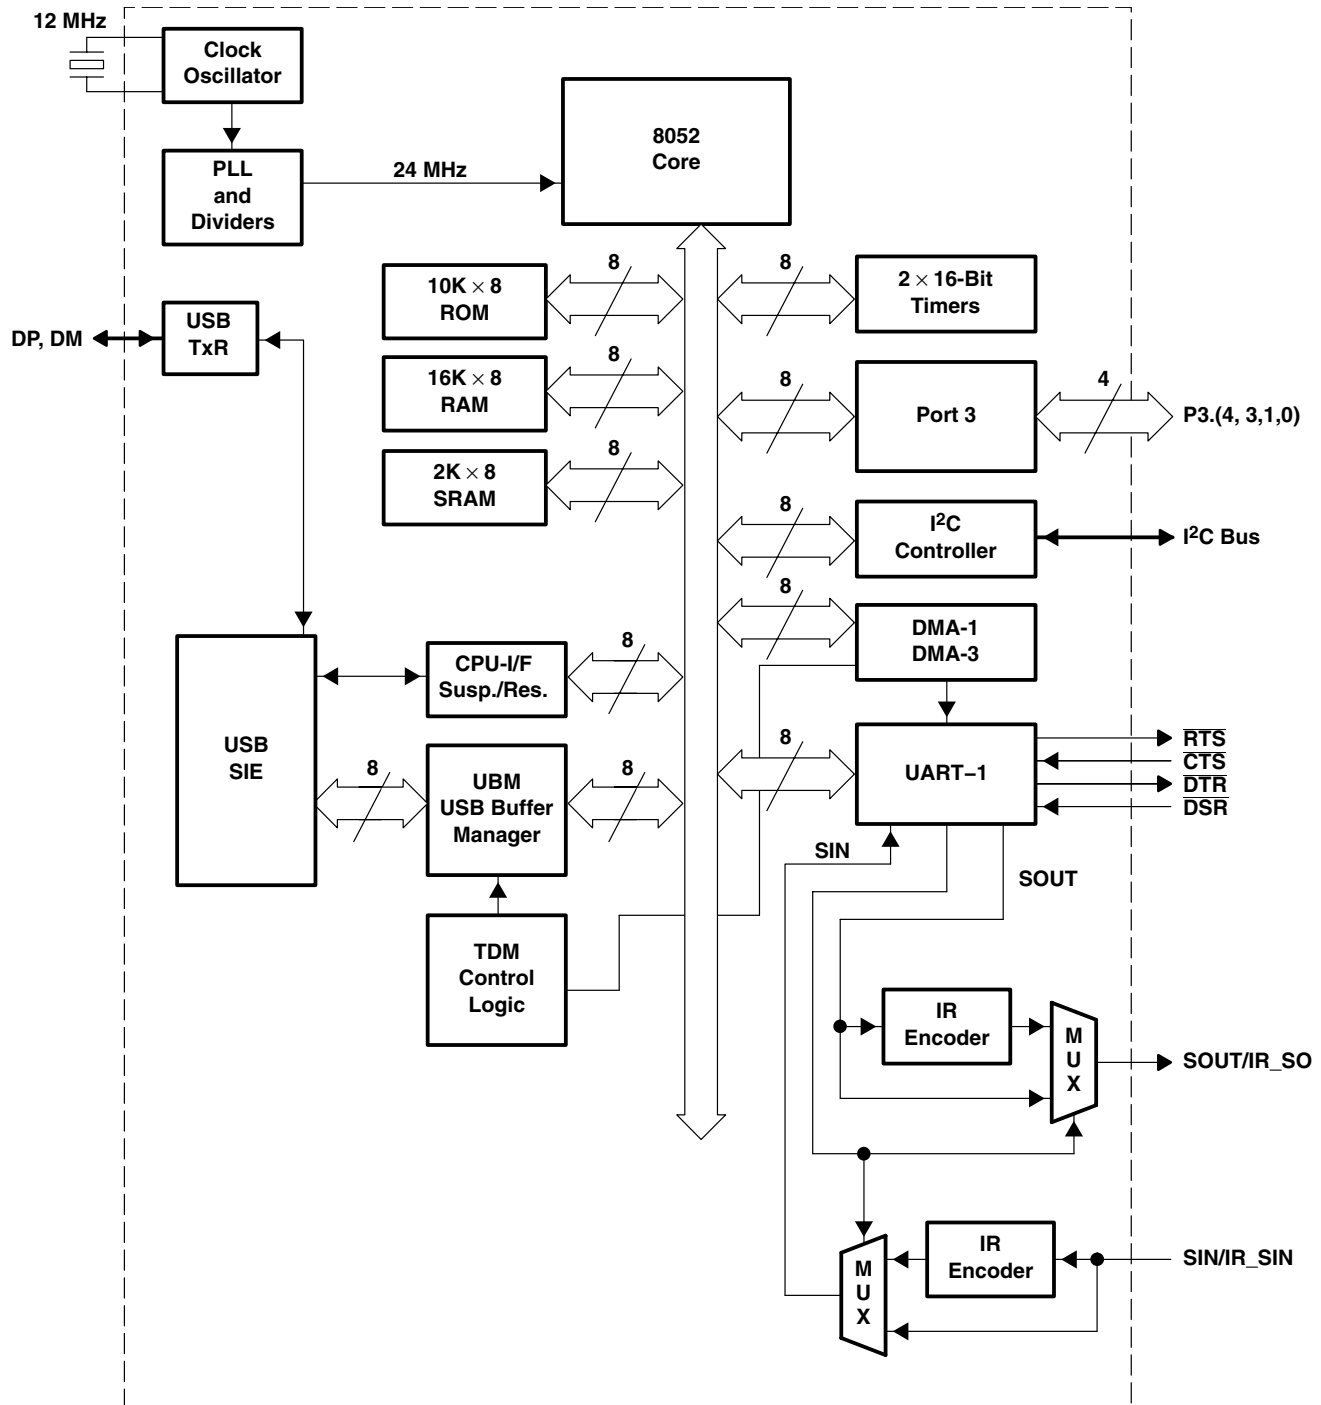 12 MHz
Clock
Oscillator
8052
Core
PLL
and
Dividers
24 MHz
8
8
10K × 8
ROM
2 × 16-Bit
Timers
USB
TxR
DP, DM
8
8
4
16K × 8
RAM
Port 3
P3.(4, 3,1,0)
8
2K × 8
SRAM
8
I²C
Controller
I²C Bus
8
DMA-1
DMA-3
8
CPU-I/F
Susp./Res.
USB
SIE
8
8
8
UBM
USB Buffer
Manager
UART–1
RTS
CTS
DTR
DSR
SIN
SOUT
TDM
Control
Logic
IR
Encoder
M
U
X
SOUT/IR_SO
IR
Encoder
M
U
X
SIN/IR_SIN